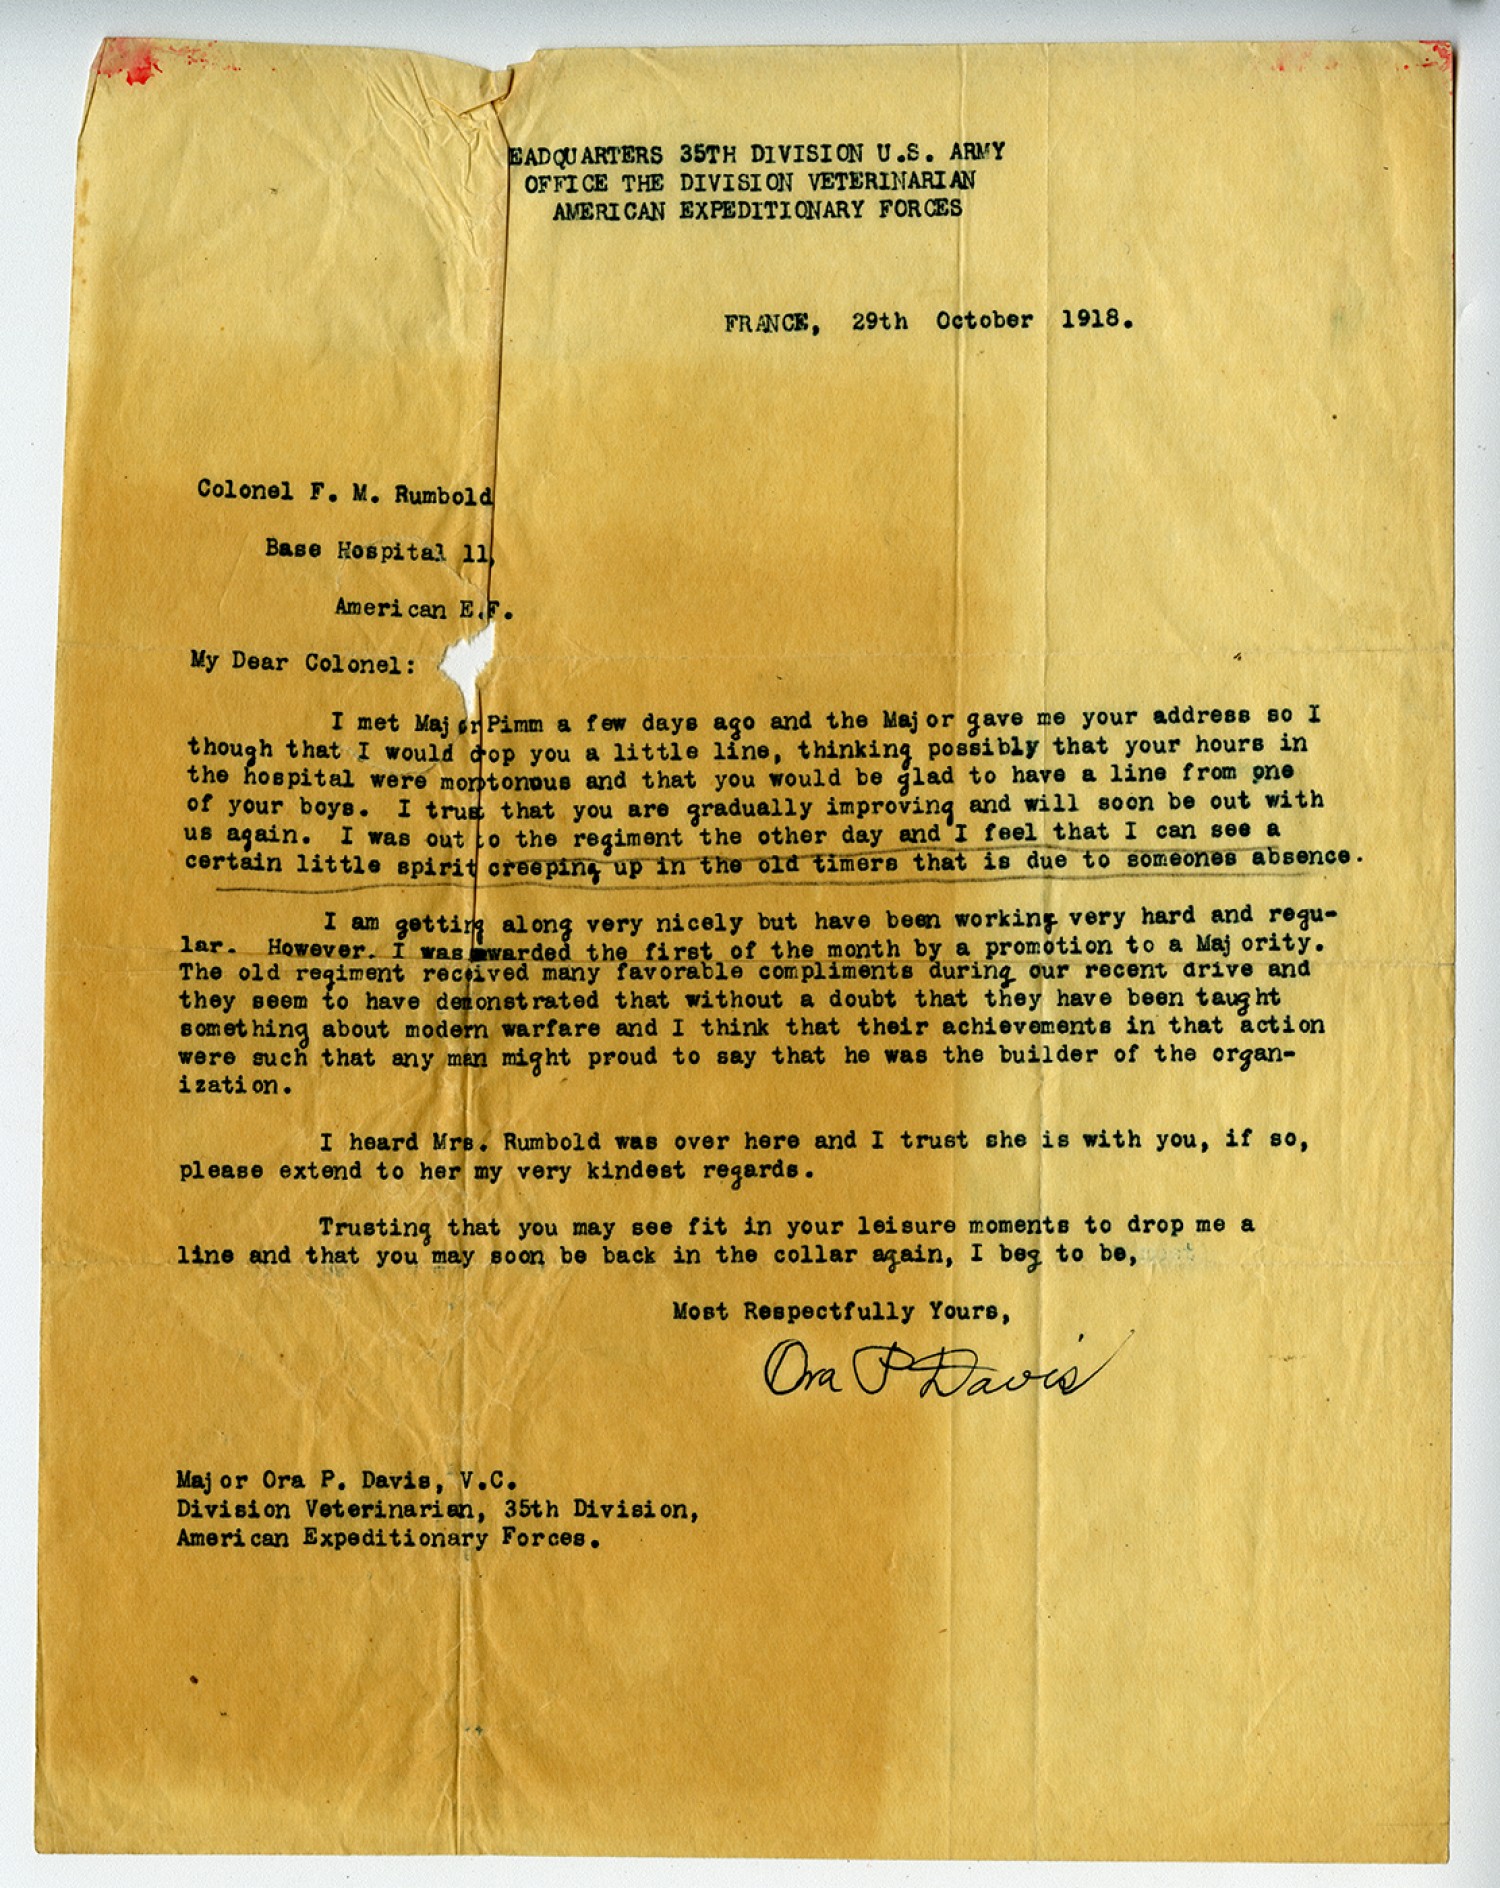 EADQUARTERS 35TH DIVISION U.S. ARMY
OFFICE THE DIVISION VETERINARIAN
AMERICAN EXPEDITIONARY FORCES
FRANCE, 29th October 1918.
Colonel F. M. Rumbold
Base Hospital 11,
American E.F.
My Dear Colonel:
I met Major Pimm a few days ago and the Major gave me your address so I
though that I would drop you a little line, thinking possibly that your hours in
the hospital were montonous and that you would be glad to have a line from one
of your boys. I trust that you are gradually improving and will soon be out with
us again. I was out to the regiment the other day and I feel that I can see a
certain little spirit creeping up in the old timers that is due to someones absence.
I am getting along very nicely but have been working very hard and regu-
lar. However, I was awarded the first of the month by a promotion to a Majority.
The old regiment received many favorable compliments during our recent drive and
they seem to have demonstrated that without a doubt that they have been taught
something about modern warfare and I think that their achievements in that action
were such that any man might proud to say that he was the builder of the organ-
ization.
I heard Mrs. Rumbold was over here and I trust she is with you, if so,
please extend to her my very kindest regards.
Trusting that you may see fit in your leisure moments to drop me a
line and that you may soon be back in the collar again, I beg to be,
Most Respectfully Yours,
Ora P Davis
Major Ora P. Davis, V.C.
Division Veterinarian, 35th Division,
American Expeditionary Forces.